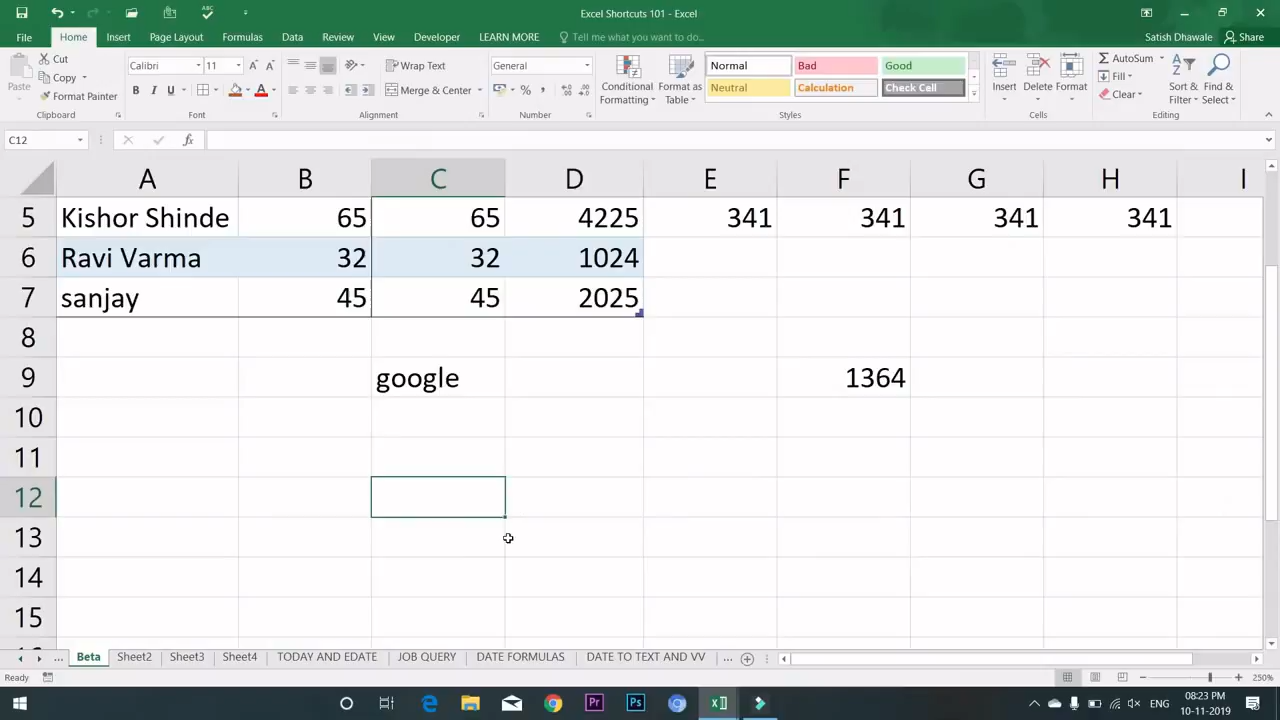 Excel Shortcuts 101 - Excel
File Home Insert Page Layout Formulas Data Review View Developer LEARN MORE Tell me what you want to do... Satish Dhawale Share
Paste Cut Copy Format Painter Clipboard
Calibri 11 A A B I U A Font
Wrap Text Merge & Center Alignment
General % , Number
Conditional Formatting Format as Table
Normal Bad Good
Neutral Calculation Check Cell
Styles
Insert Delete Format Cells
AutoSum Fill Clear Sort & Filter Find & Select Editing
C12 fx
A B C D E F G H I
5 Kishor Shinde 65 65 4225 341 341 341 341
6 Ravi Varma 32 32 1024
7 sanjay 45 45 2025
8
9 google 1364
10
11
12
13
14
15
... Beta Sheet2 Sheet3 Sheet4 TODAY AND EDATE JOB QUERY DATE FORMULAS DATE TO TEXT AND VV ...
Ready 250%
Pr Ps ENG 08:23 PM
10-11-2019